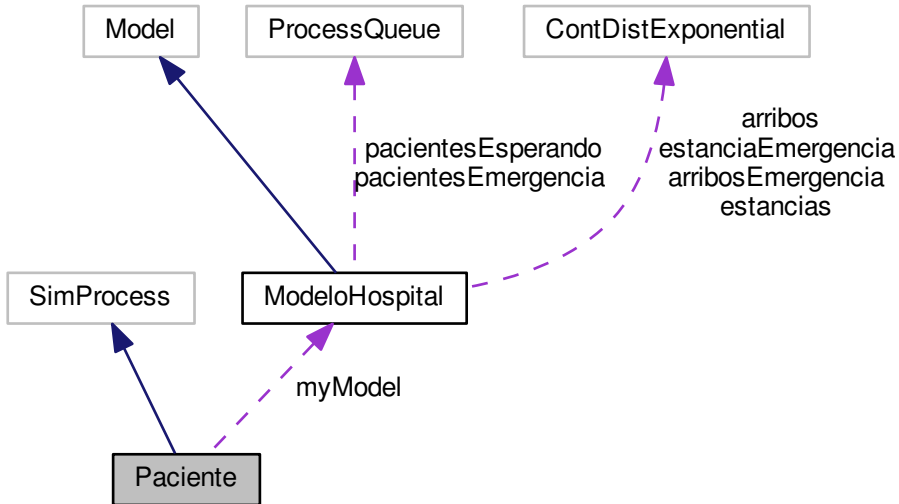 Model
ProcessQueue
ContDistExponential
pacientesEsperando
pacientesEmergencia
arribos
estanciaEmergencia
arribosEmergencia
estancias
SimProcess
ModeloHospital
myModel
Paciente